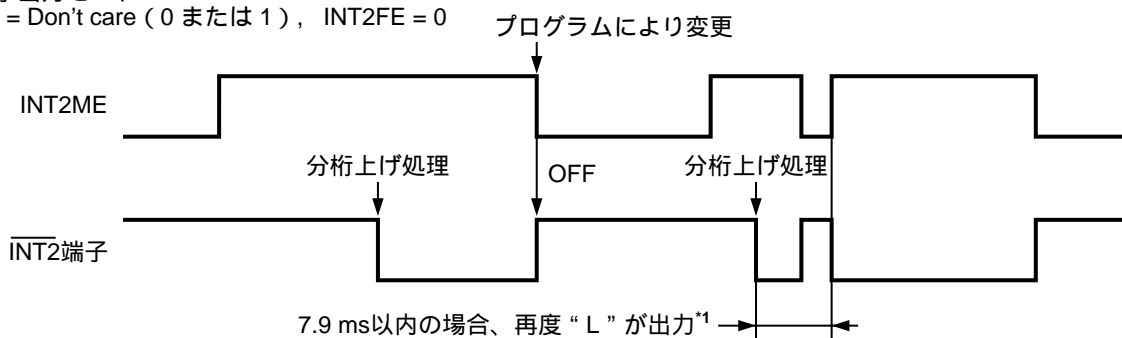 = Don't care ( 0 または 1 ) , INT2FE = 0
プログラムにより変更
INT2ME
分桁上げ処理
OFF
分桁上げ処理
INT2端子
7.9 ms以内の場合、再度 “ L ” が出力*1